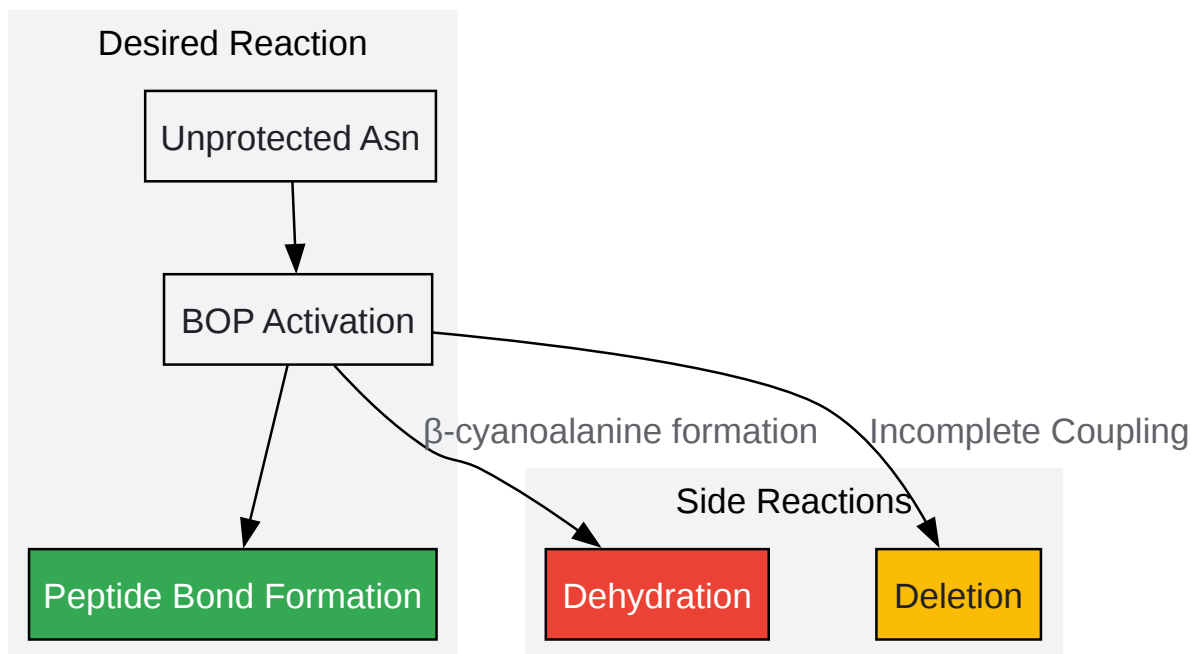 Desired Reaction
Unprotected Asn
BOP Activation
β-cyanoalanine formation
Incomplete Coupling
Side Reactions
Peptide Bond Formation
Dehydration
Deletion